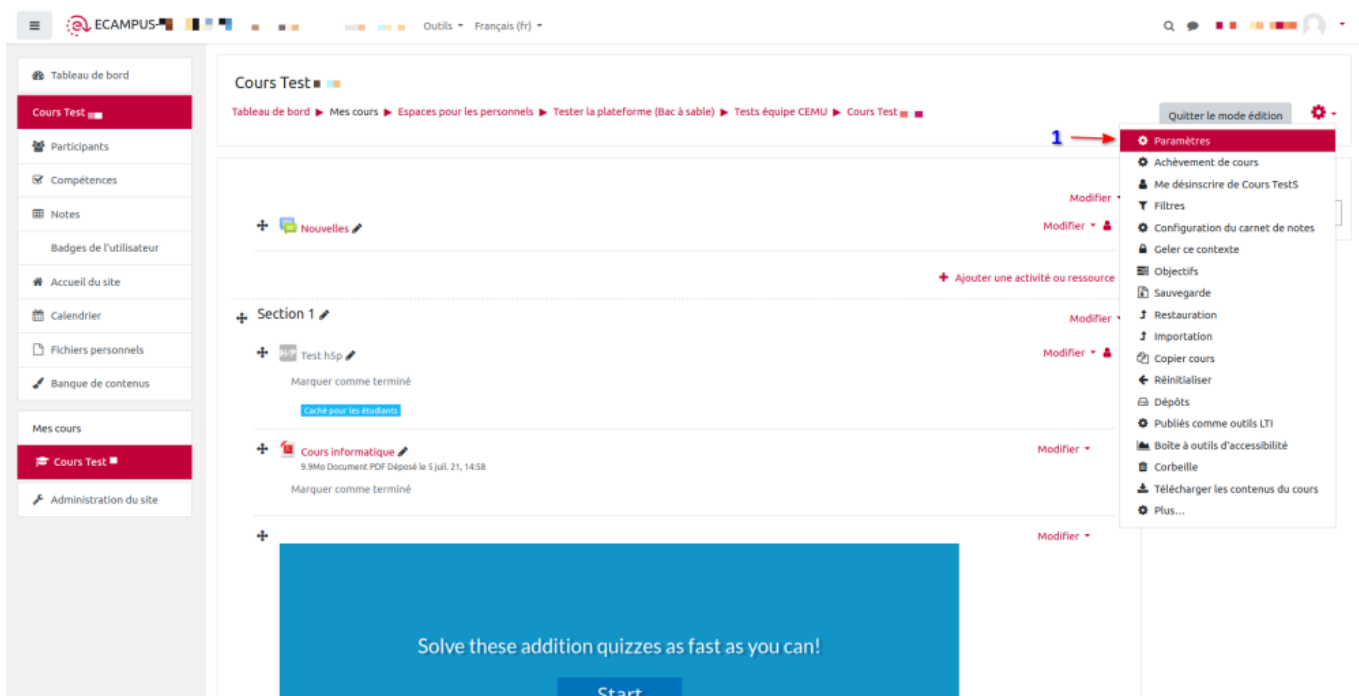 ECAMPUS-
Outils Français (fr)
Tableau de bord
Cours Test
Participants
Compétences
Notes
Badges de l'utilisateur
Accueil du site
Calendrier
Fichiers personnels
Banque de contenus
Mes cours
Cours Test
Administration du site
Cours Test
Tableau de bord ▶ Mes cours ▶ Espaces pour les personnels ▶ Tester la plateforme (Bac à sable) ▶ Tests équipe CEMU ▶ Cours Test
Quitter le mode édition
1
Paramètres
Achèvement de cours
Me désinscrire de Cours TestS
Filtres
Configuration du carnet de notes
Geler ce contexte
Objectifs
Sauvegarde
Restauration
Importation
Copier cours
Réinitialiser
Dépôts
Publiés comme outils LTI
Boîte à outils d'accessibilité
Corbeille
Télécharger les contenus du cours
Plus...
Modifier
Nouvelles
Modifier
Ajouter une activité ou ressource
Section 1
Modifier
H5P Test h5p
Modifier
Marquer comme terminé
Caché pour les étudiants
Cours informatique
Modifier
9.9Mo Document PDF Déposé le 5 juil. 21, 14:58
Marquer comme terminé
Modifier
Solve these addition quizzes as fast as you can!
Start